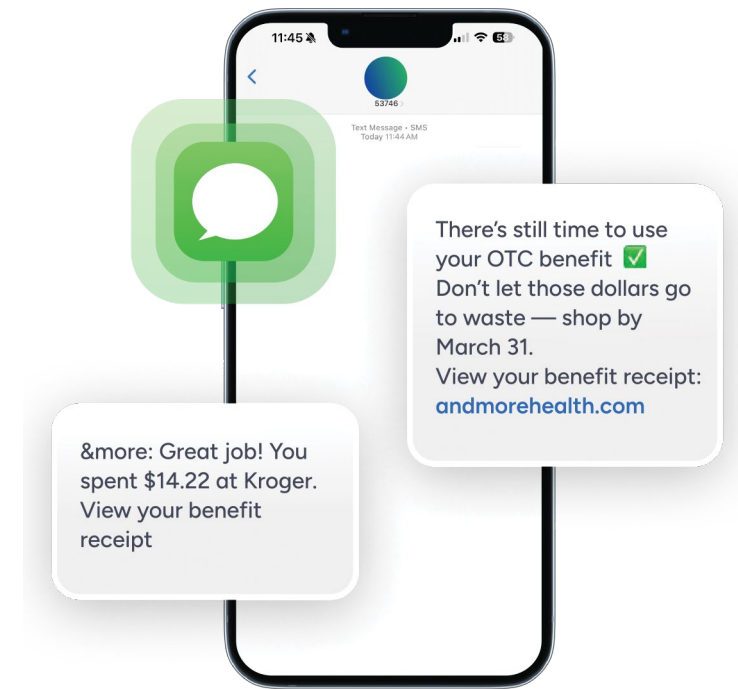 11:45
58
53746
Text Message • SMS
Today 11:44 AM
There’s still time to use
your OTC benefit ✅
Don’t let those dollars go
to waste — shop by
March 31.
View your benefit receipt:
andmorehealth.com
&more: Great job! You
spent $14.22 at Kroger.
View your benefit
receipt